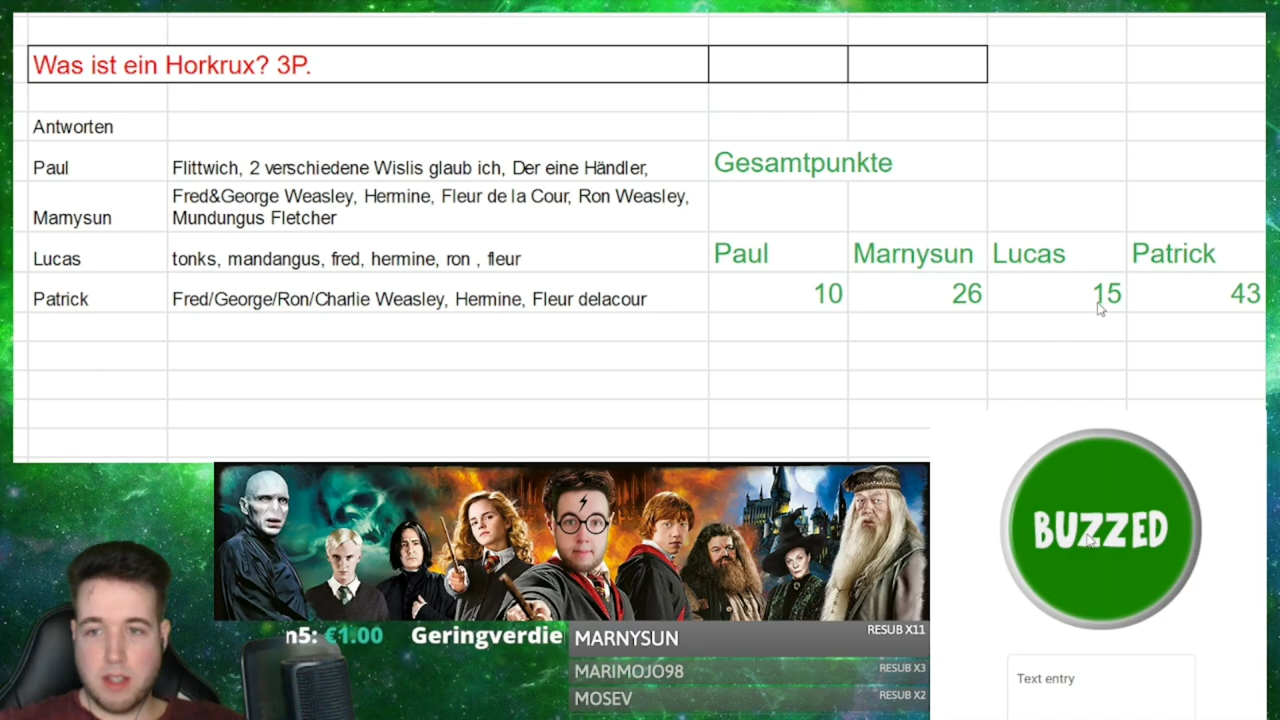 Was ist ein Horkrux? 3P.
Antworten
Paul
Flittwich, 2 verschiedene Wislis glaub ich, Der eine Händler,
Gesamtpunkte
Marnysun
Fred&George Weasley, Hermine, Fleur de la Cour, Ron Weasley,
Mundungus Fletcher
Lucas
tonks, mandangus, fred, hermine, ron , fleur
Paul
Marnysun
Lucas
Patrick
Patrick
Fred/George/Ron/Charlie Weasley, Hermine, Fleur delacour
10
26
15
43
BUZZED
n5: €1.00
Geringverdie
MARNYSUN
RESUB X11
MARIMOJO98
RESUB X3
MOSEV
RESUB X2
Text entry